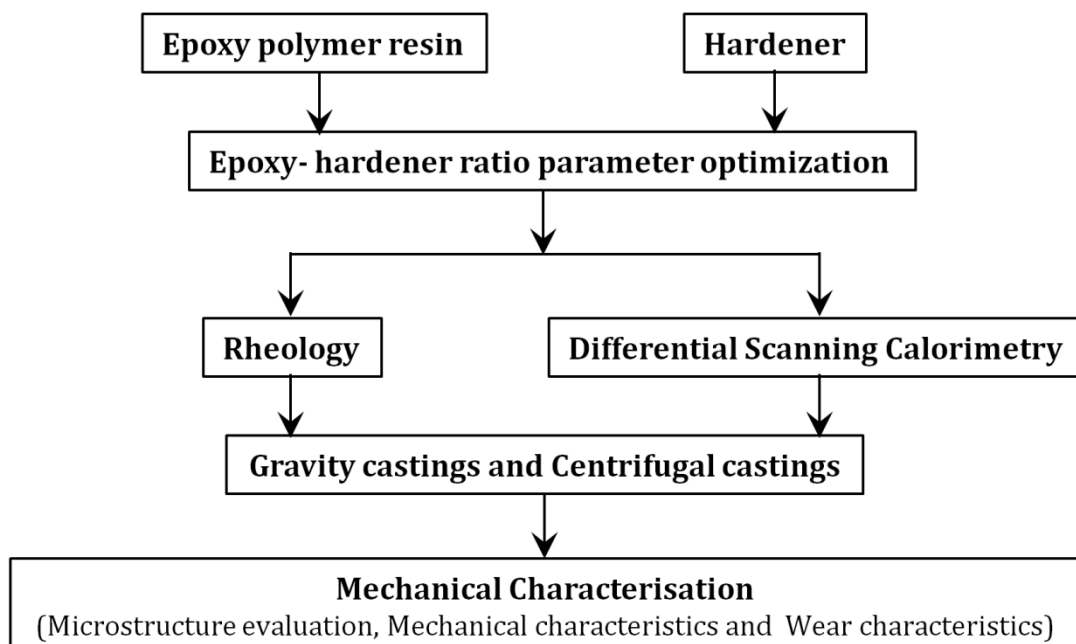 Epoxy polymer resin
Hardener
Epoxy- hardener ratio parameter optimization
Rheology
Differential Scanning Calorimetry
Gravity castings and Centrifugal castings
Mechanical Characterisation
(Microstructure evaluation, Mechanical characteristics and Wear characteristics)